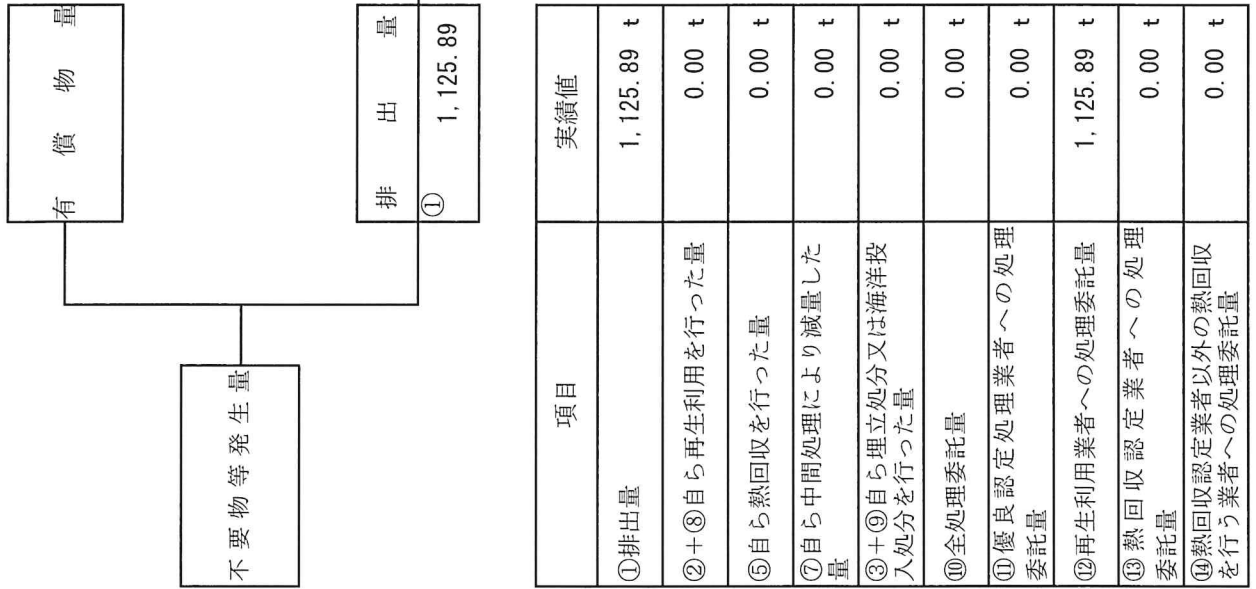 有償物量
不要物等発生量
排出量
① 1,125.89
項目 実績値
①排出量 1,125.89 t
②+⑧自ら再生利用を行った量 0.00 t
⑤自ら熱回収を行った量 0.00 t
⑦自ら中間処理により減量した
量 0.00 t
③+⑨自ら埋立処分又は海洋投
入処分を行った量 0.00 t
⑩全処理委託量 0.00 t
⑪優良認定処理業者への処理
委託量 0.00 t
⑫再生利用業者への処理委託量 1,125.89 t
⑬熱回収認定業者への処理
委託量 0.00 t
⑭熱回収認定業者以外の熱回収
を行う業者への処理委託量 0.00 t